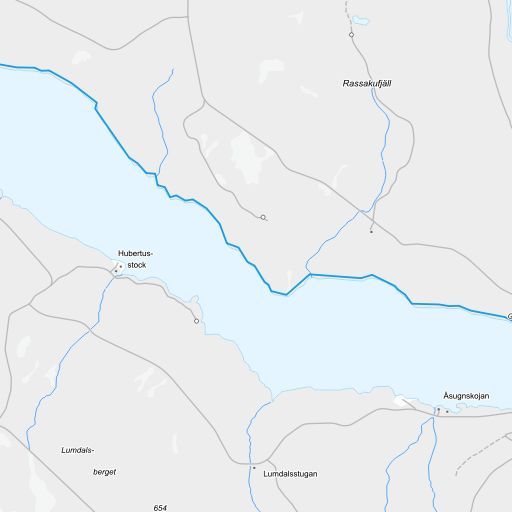 Rassakufjäll
Hubertus-
stock
G
Åsugnskojan
Lumdals-
berget
Lumdalsstugan
654